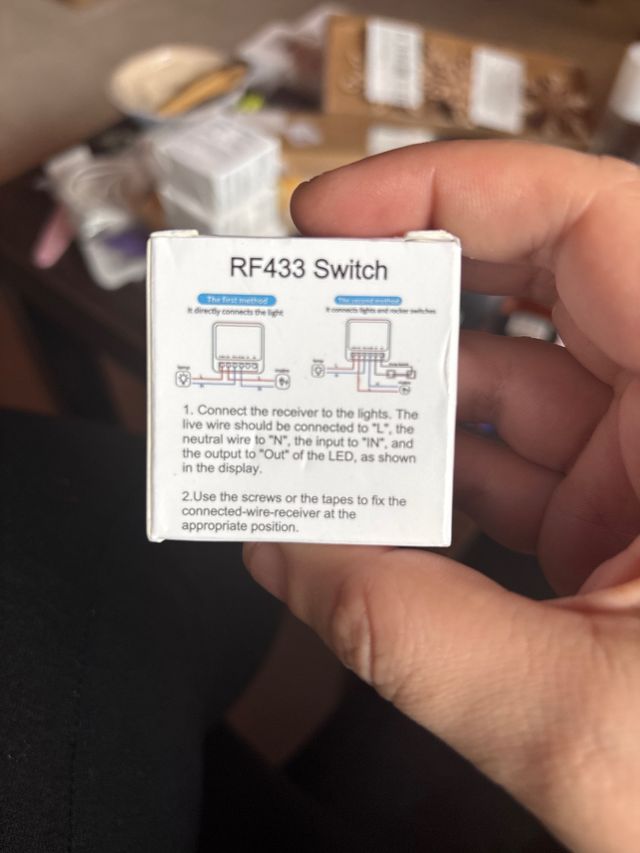 RF433 Switch
The first method
It directly connects the light
The second method
It connects lights and rocker switches
1. Connect the receiver to the lights. The
live wire should be connected to "L", the
neutral wire to "N", the input to "IN", and
the output to "Out" of the LED, as shown
in the display.
2.Use the screws or the tapes to fix the
connected-wire-receiver at the
appropriate position.